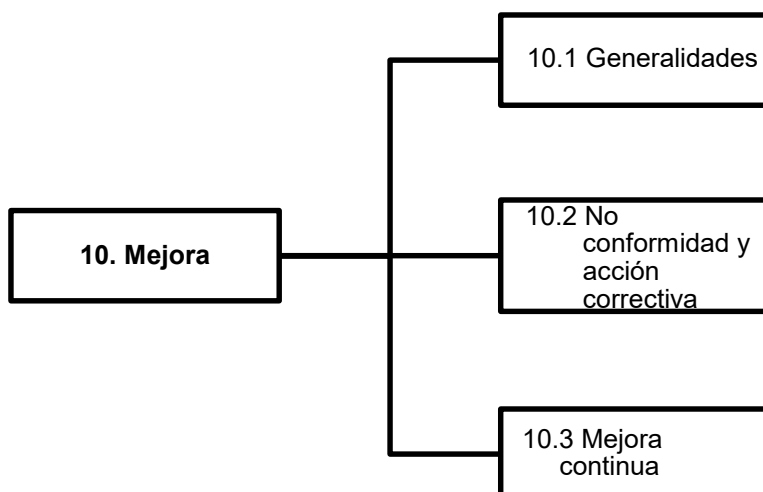 10. Mejora
10.1 Generalidades
10.2 No
conformidad y
acción
correctiva
10.3 Mejora
continua